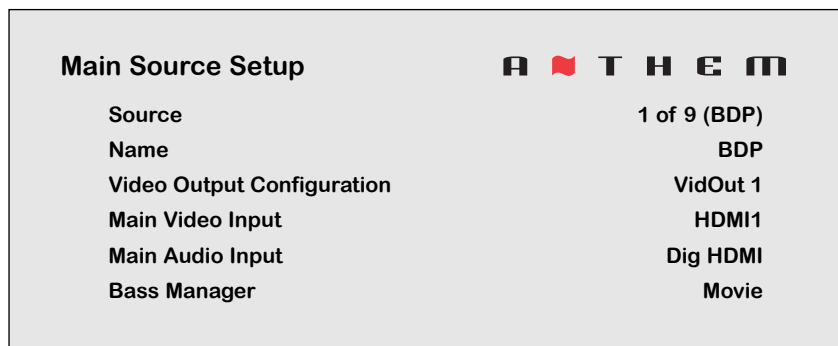 Main Source Setup A~THEM
Source 1 of 9 (BDP)
Name BDP
Video Output Configuration VidOut 1
Main Video Input HDMI1
Main Audio Input Dig HDMI
Bass Manager Movie